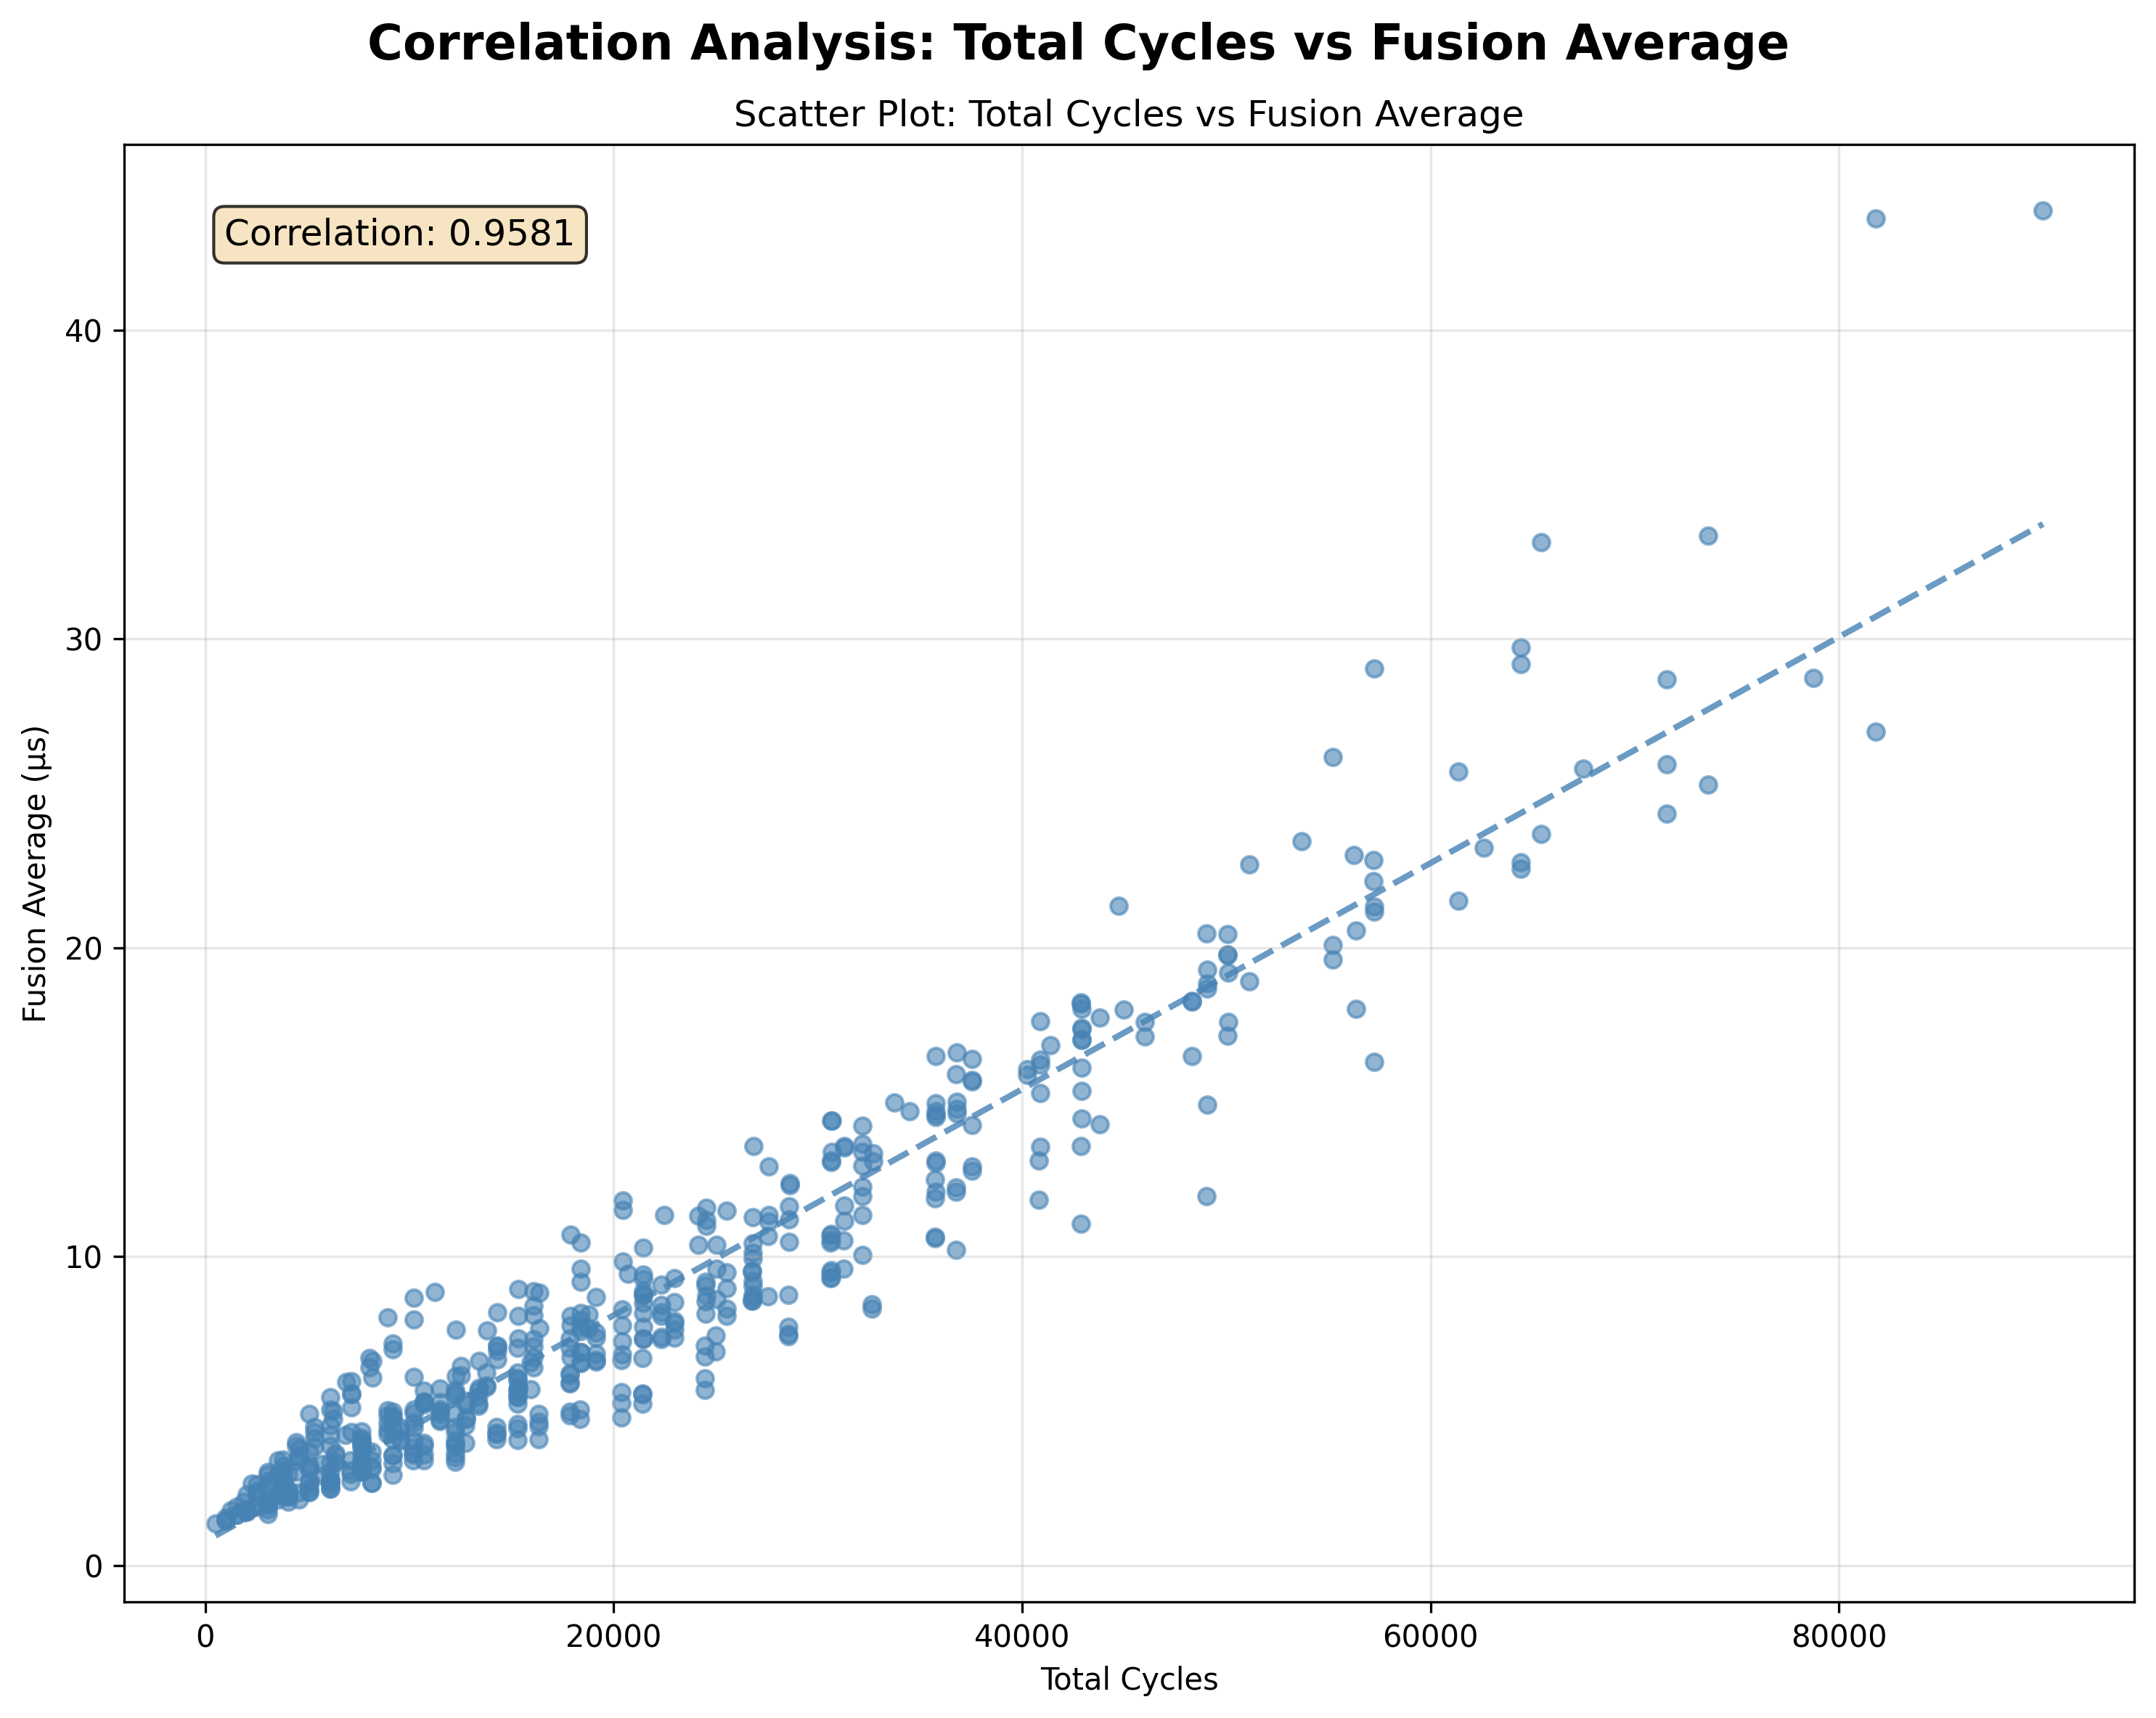 Correlation Analysis: Total Cycles vs Fusion Average
Scatter Plot: Total Cycles vs Fusion Average
Correlation: 0.9581
40
30
20
10
0
Fusion Average (µs)
0
20000
40000
60000
80000
Total Cycles